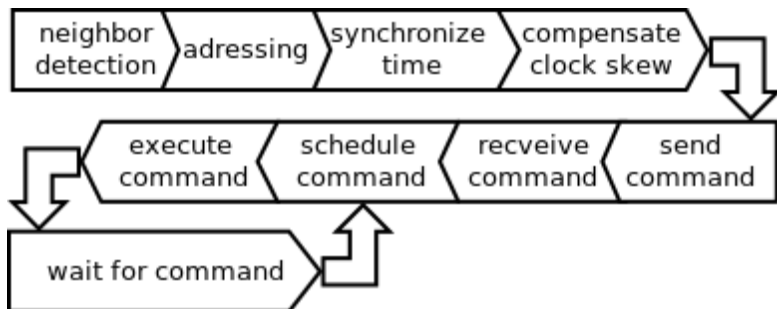 neighbor
detection
adressing
synchronize
time
compensate
clock skew
send
command
recveive
command
schedule
command
execute
command
wait for command